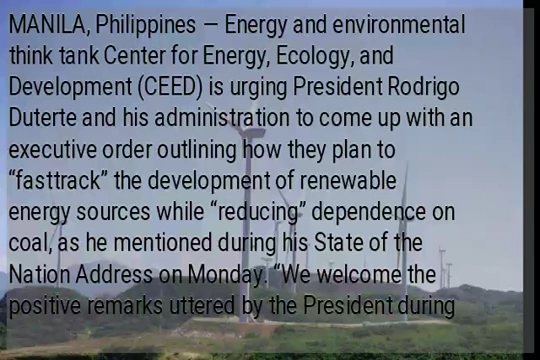 MANILA, Philippines — Energy and environmental
think tank Center for Energy, Ecology, and
Development (CEED) is urging President Rodrigo
Duterte and his administration to come up with an
executive order outlining how they plan to
“fasttrack” the development of renewable
energy sources while “reducing” dependence on
coal, as he mentioned during his State of the
Nation Address on Monday. “We welcome the
positive remarks uttered by the President during